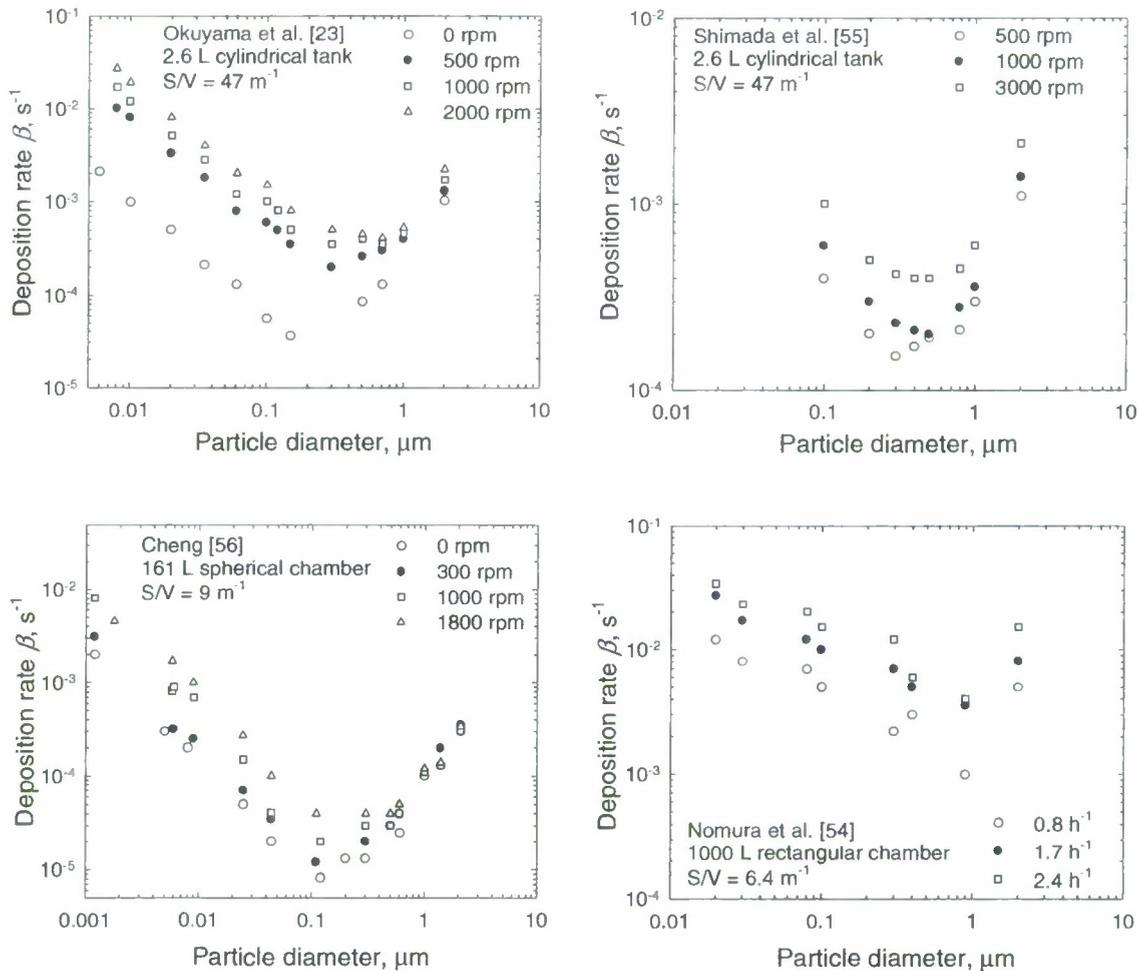 Okuyama et al. [23]
2.6 L cylindrical tank
S/V = 47 m⁻¹
0 rpm
500 rpm
1000 rpm
2000 rpm
Deposition rate β, s⁻¹
10⁻¹
10⁻²
10⁻³
10⁻⁴
10⁻⁵
0.01 0.1 1 10
Particle diameter, μm
Shimada et al. [55]
2.6 L cylindrical tank
S/V = 47 m⁻¹
500 rpm
1000 rpm
3000 rpm
Deposition rate β, s⁻¹
10⁻²
10⁻³
10⁻⁴
0.01 0.1 1 10
Particle diameter, μm
Cheng [56]
161 L spherical chamber
S/V = 9 m⁻¹
0 rpm
300 rpm
1000 rpm
1800 rpm
Deposition rate β, s⁻¹
10⁻²
10⁻³
10⁻⁴
10⁻⁵
0.001 0.01 0.1 1 10
Particle diameter, μm
Deposition rate β, s⁻¹
10⁻¹
10⁻²
10⁻³
10⁻⁴
Nomura et al. [54]
1000 L rectangular chamber
S/V = 6.4 m⁻¹
0.8 h⁻¹
1.7 h⁻¹
2.4 h⁻¹
0.01 0.1 1 10
Particle diameter, μm